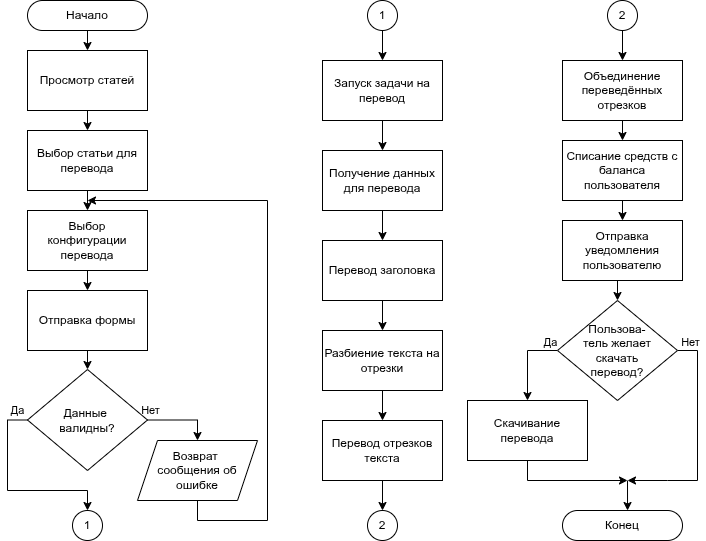 Начало
Просмотр статей
Выбор статьи для
перевода
Выбор
конфигурации
перевода
Отправка формы
Данные
валидны?
Да
Нет
Возврат
сообщения об
ошибке
1
1
Запуск задачи на
перевод
Получение данных
для перевода
Перевод заголовка
Разбиение текста на
отрезки
Перевод отрезков
текста
2
2
Объединение
переведённых
отрезков
Списание средств с
баланса
пользователя
Отправка
уведомления
пользователю
Пользова-
тель желает
скачать
перевод?
Да
Нет
Скачивание
перевода
Конец